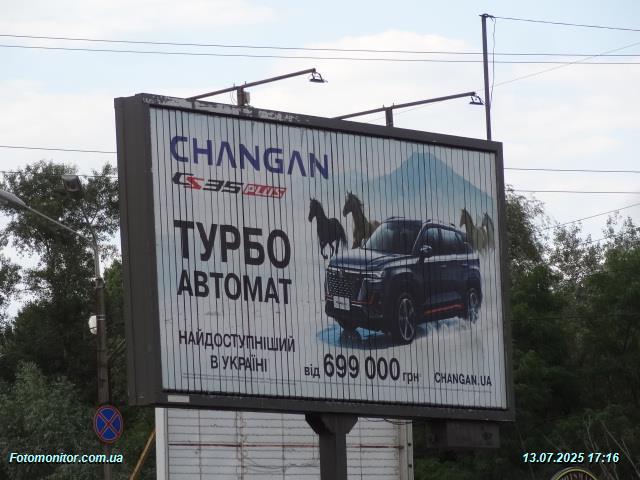 CHANGAN
CS35 PLUS
ТУРБО
АВТОМАТ
НАЙДОСТУПНІШИЙ
В УКРАЇНІ
від 699 000 грн
CHANGAN.UA
Fotomonitor.com.ua
13.07.2025 17:16